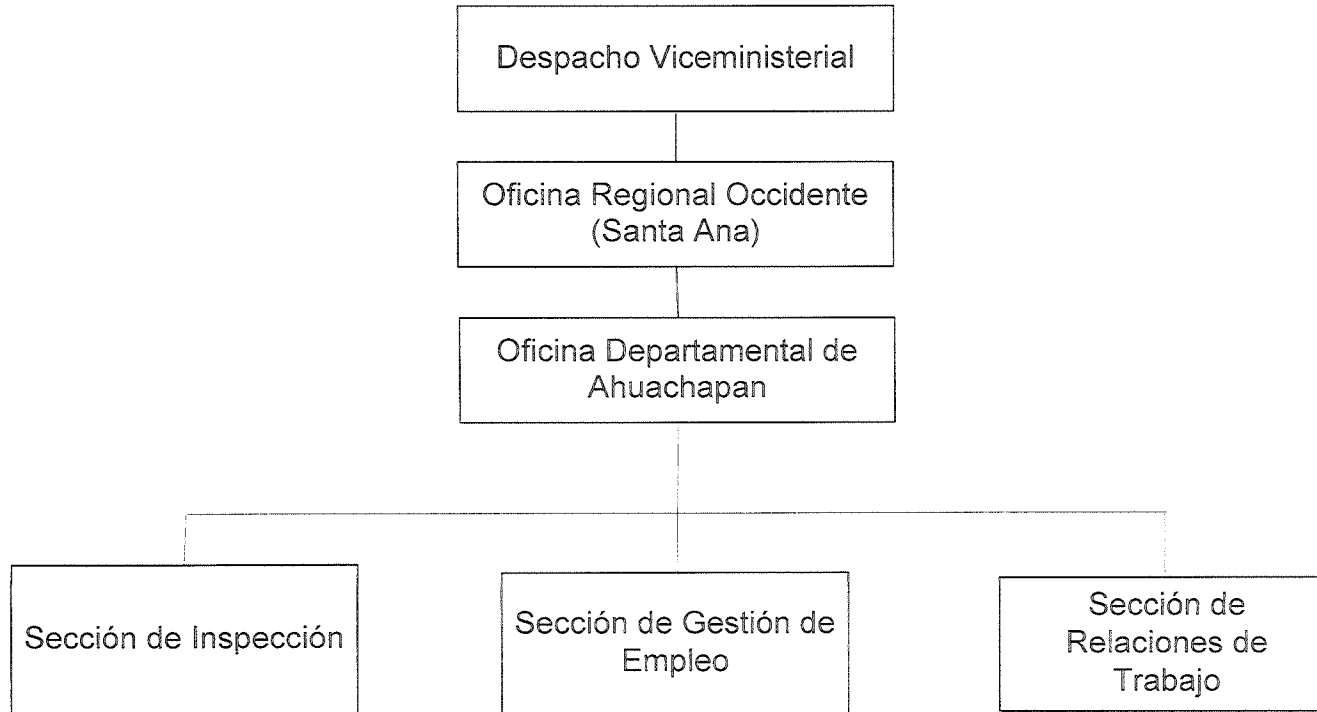 Despacho Viceministerial
Oficina Regional Occidente
(Santa Ana)
Oficina Departamental de
Ahuachapan
Sección de Inspección
Sección de Gestión de
Empleo
Sección de
Relaciones de
Trabajo